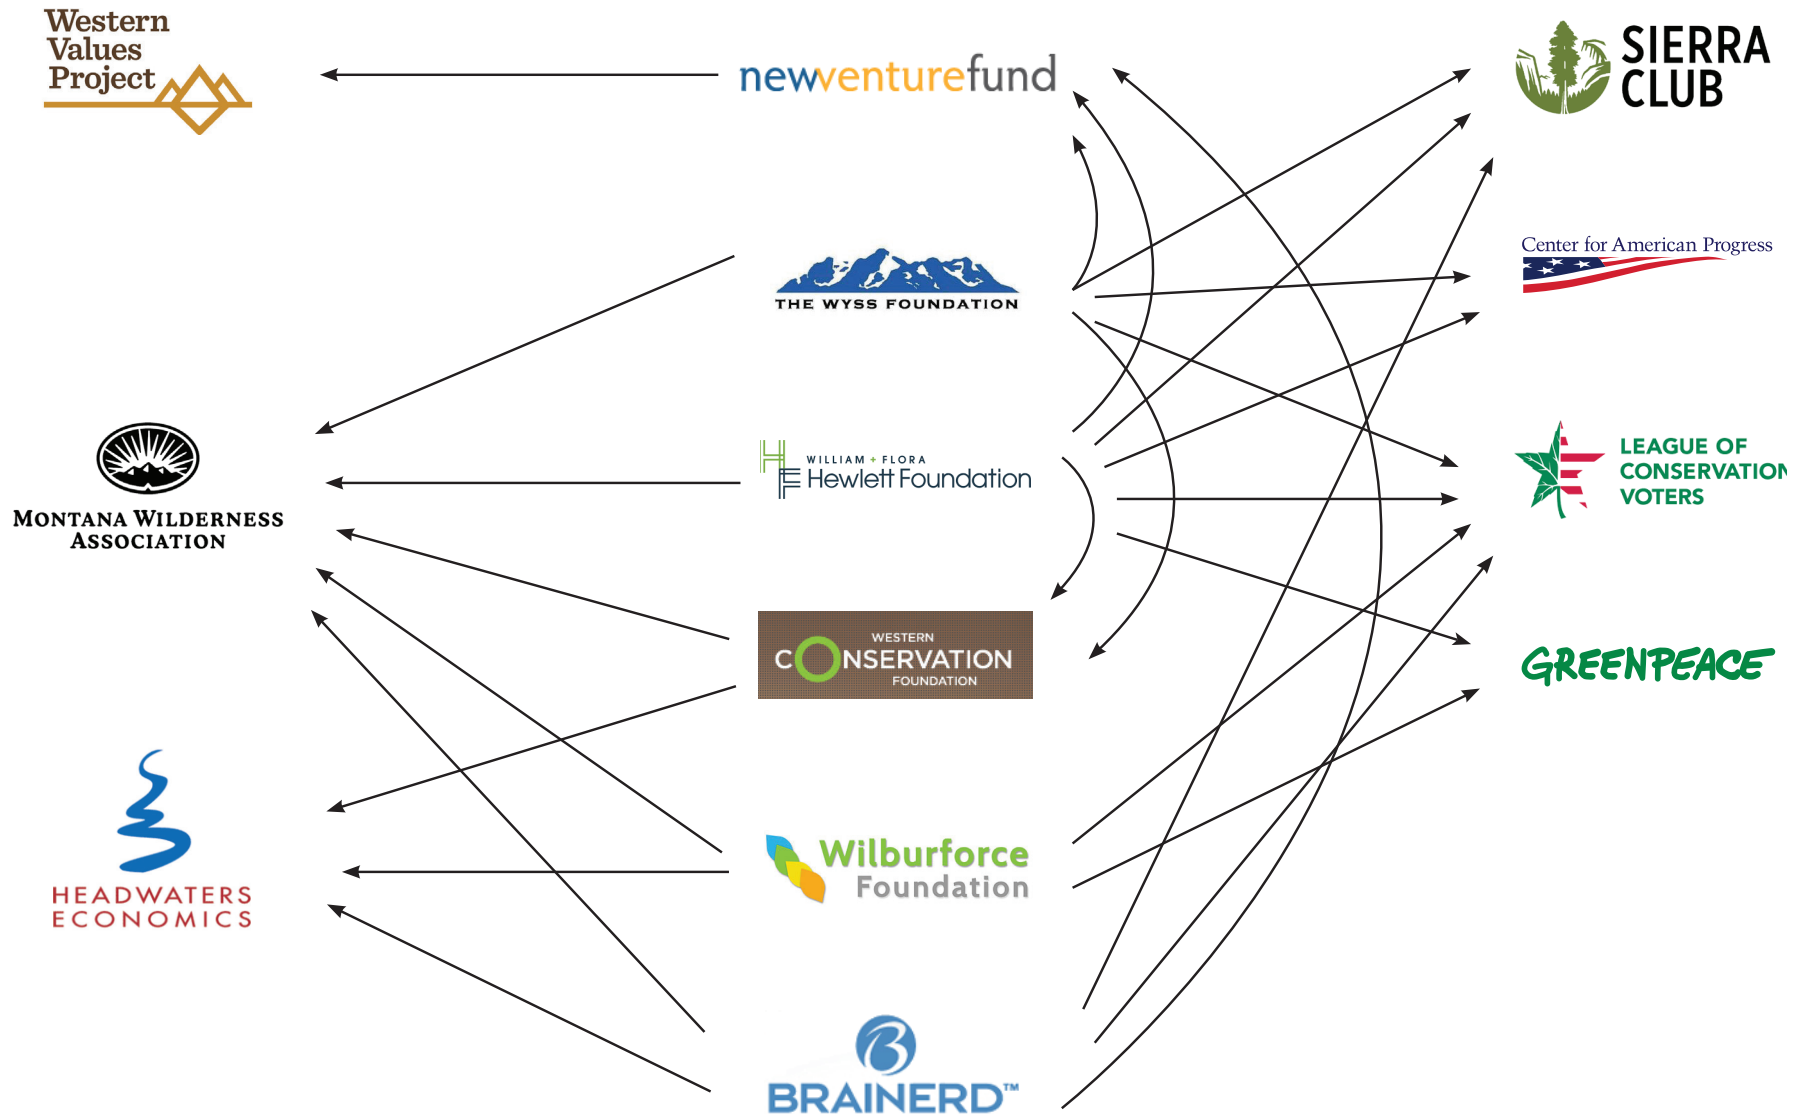 Western
Values
Project
newventurefund
SIERRA
CLUB
Center for American Progress
THE WYSS FOUNDATION
MONTANA WILDERNESS
ASSOCIATION
WILLIAM + FLORA
Hewlett Foundation
LEAGUE OF
CONSERVATION
VOTERS
WESTERN
CONSERVATION
FOUNDATION
GREENPEACE
HEADWATERS
ECONOMICS
Wilburforce
Foundation
BRAINERD™